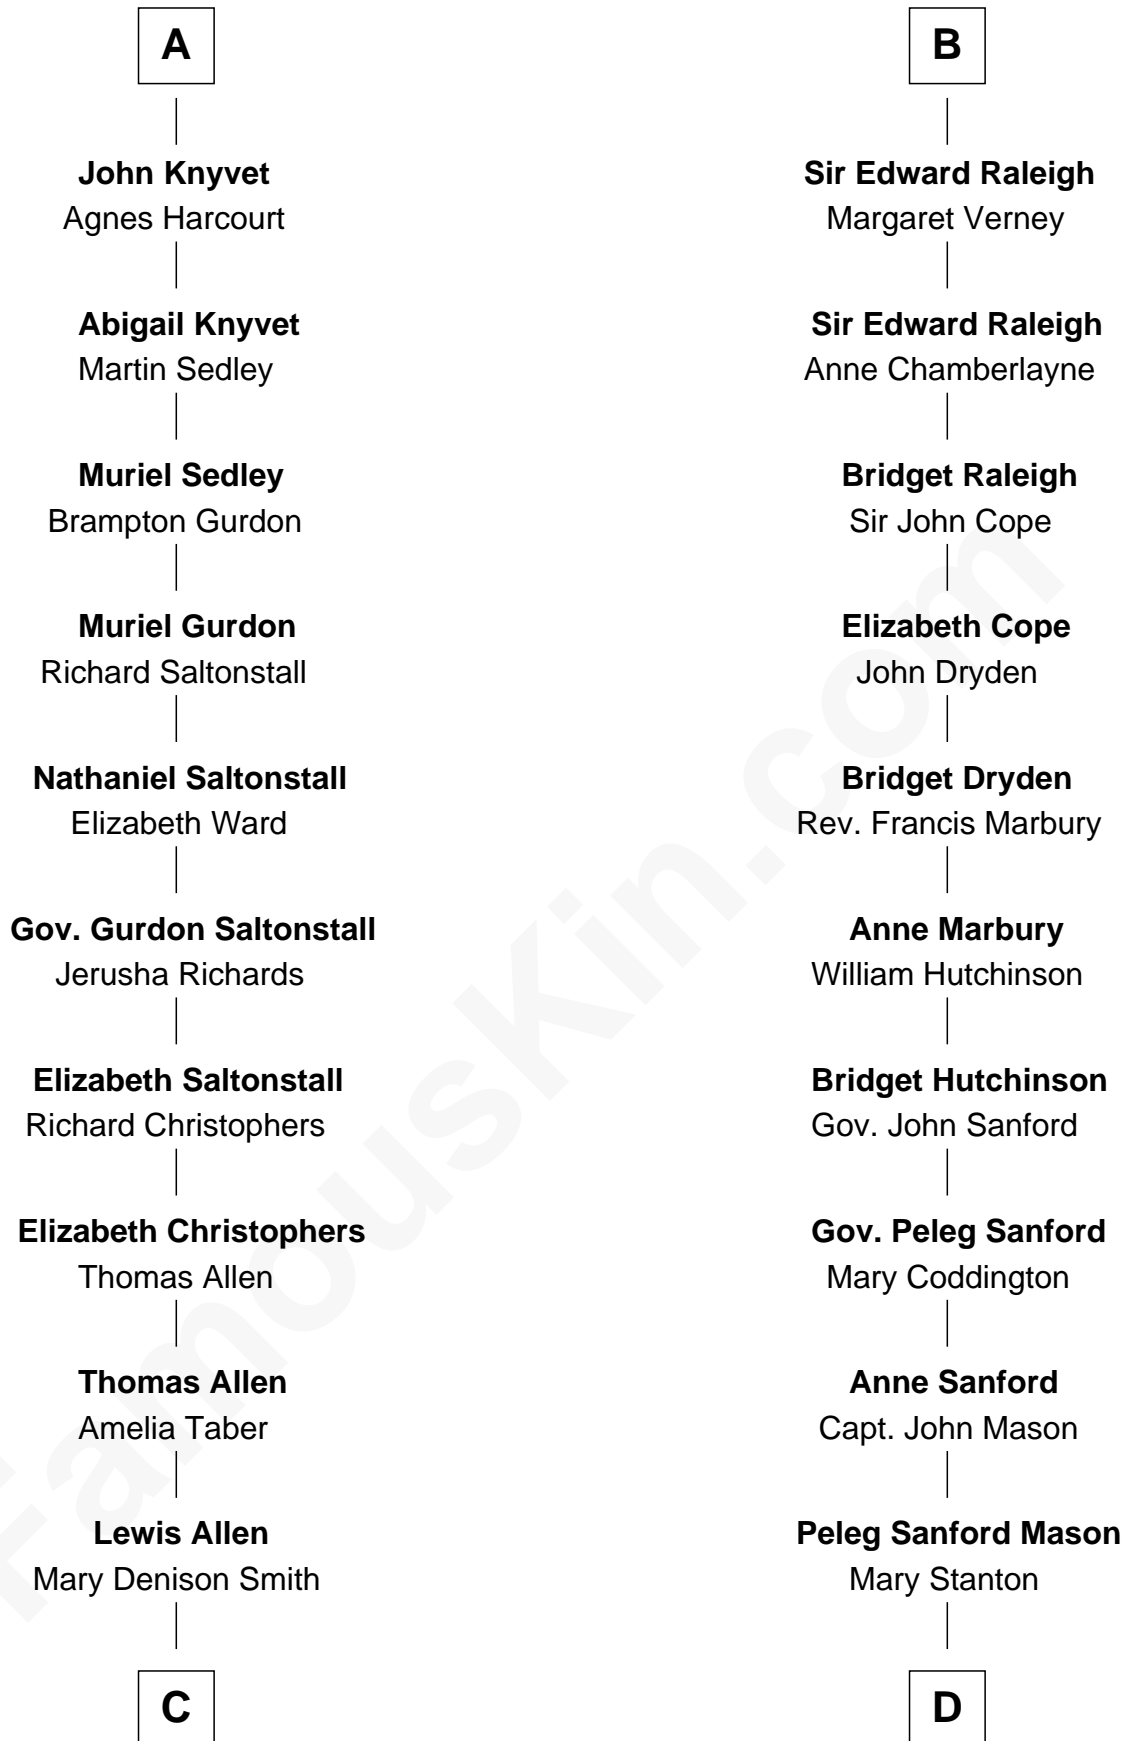 A
John Knyvet
Agnes Harcourt
Abigail Knyvet
Martin Sedley
Muriel Sedley
Brampton Gurdon
Muriel Gurdon
Richard Saltonstall
Nathaniel Saltonstall
Elizabeth Ward
Gov. Gurdon Saltonstall
Jerusha Richards
Elizabeth Saltonstall
Richard Christophers
Elizabeth Christophers
Thomas Allen
Thomas Allen
Amelia Taber
Lewis Allen
Mary Denison Smith
C
B
Sir Edward Raleigh
Margaret Verney
Sir Edward Raleigh
Anne Chamberlayne
Bridget Raleigh
Sir John Cope
Elizabeth Cope
John Dryden
Bridget Dryden
Rev. Francis Marbury
Anne Marbury
William Hutchinson
Bridget Hutchinson
Gov. John Sanford
Gov. Peleg Sanford
Mary Coddington
Anne Sanford
Capt. John Mason
Peleg Sanford Mason
Mary Stanton
D
FamousKin.com